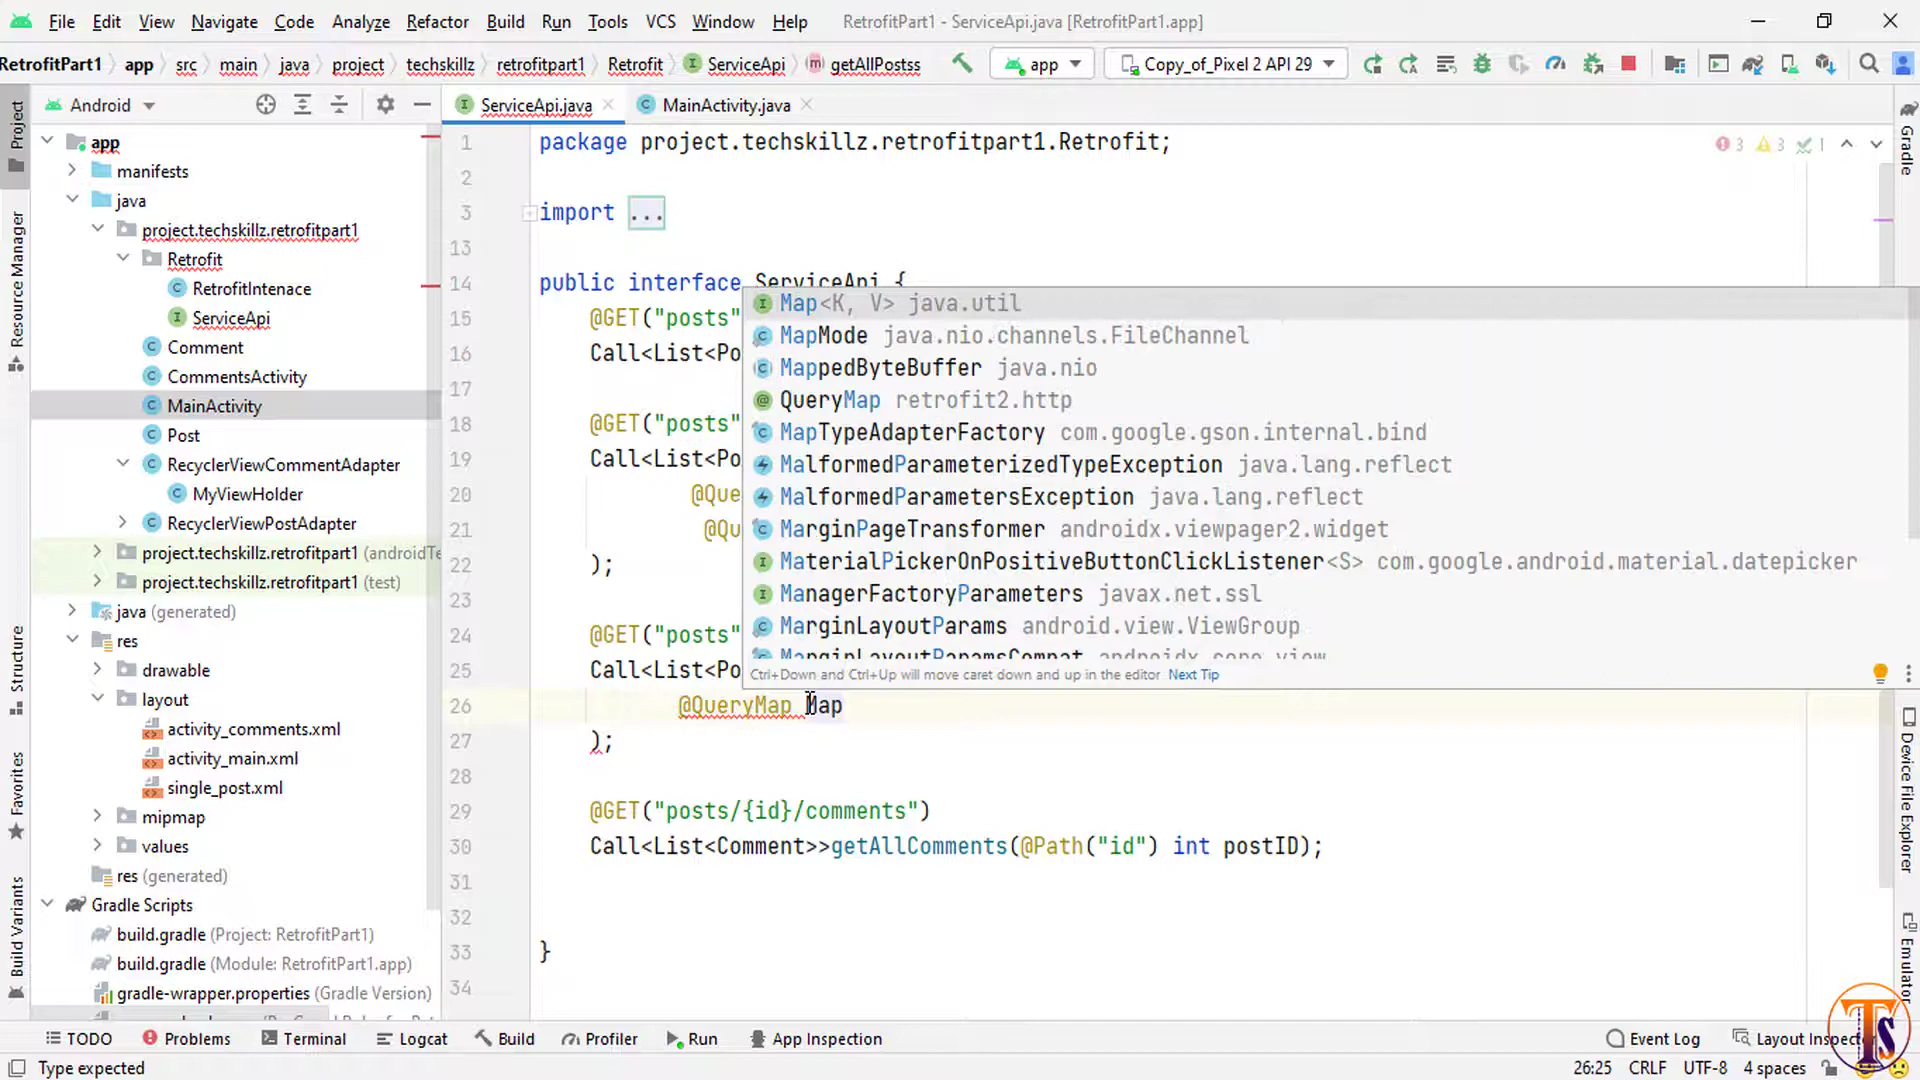 File Edit View Navigate Code Analyze Refactor Build Run Tools VCS Window Help RetrofitPart1 - ServiceApi.java [RetrofitPart1.app]
RetrofitPart1 app src main java project techskillz retrofitpart1 Retrofit ServiceApi getAllPostss app Copy_of_Pixel 2 API 29
Android
ServiceApi.java MainActivity.java
Project
Resource Manager
Structure
Favorites
Build Variants
app
manifests
java
project.techskillz.retrofitpart1
Retrofit
RetrofitIntenace
ServiceApi
Comment
CommentsActivity
MainActivity
Post
RecyclerViewCommentAdapter
MyViewHolder
RecyclerViewPostAdapter
project.techskillz.retrofitpart1 (androidTe
project.techskillz.retrofitpart1 (test)
java (generated)
res
drawable
layout
activity_comments.xml
activity_main.xml
single_post.xml
mipmap
values
res (generated)
Gradle Scripts
build.gradle (Project: RetrofitPart1)
build.gradle (Module: RetrofitPart1.app)
gradle-wrapper.properties (Gradle Version)
3 3 1
1 package project.techskillz.retrofitpart1.Retrofit;
2
3 import ...
13
14 public interface ServiceApi {
15 @GET("posts"
16 Call<List<Po
17
18 @GET("posts"
19 Call<List<Po
20 @Que
21 @Qu
22 );
23
24 @GET("posts"
25 Call<List<Po
26 @QueryMap Map
27 );
28
29 @GET("posts/{id}/comments")
30 Call<List<Comment>>getAllComments(@Path("id") int postID);
31
32
33 }
34
Map<K, V> java.util
MapMode java.nio.channels.FileChannel
MappedByteBuffer java.nio
QueryMap retrofit2.http
MapTypeAdapterFactory com.google.gson.internal.bind
MalformedParameterizedTypeException java.lang.reflect
MalformedParametersException java.lang.reflect
MarginPageTransformer androidx.viewpager2.widget
MaterialPickerOnPositiveButtonClickListener<S> com.google.android.material.datepicker
ManagerFactoryParameters javax.net.ssl
MarginLayoutParams android.view.ViewGroup
MarginLayoutParamsCompat androidx.core.view
Ctrl+Down and Ctrl+Up will move caret down and up in the editor Next Tip
Gradle
Device File Explorer
Emulator
TODO Problems Terminal Logcat Build Profiler Run App Inspection Event Log Layout Inspecto
Type expected 26:25 CRLF UTF-8 4 spaces
TS